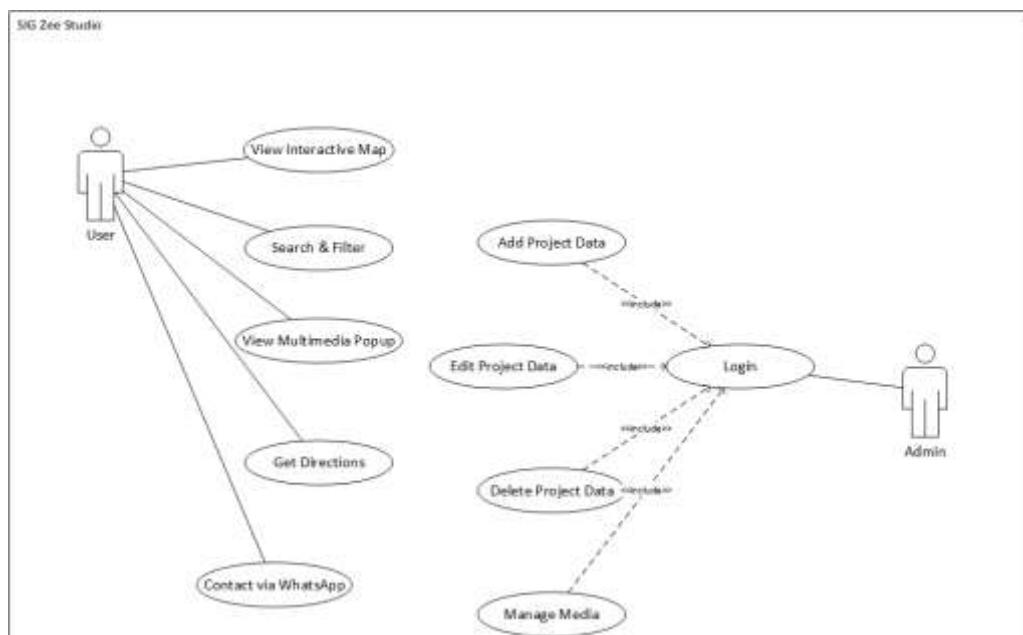 SIG Zee Studio
View Interactive Map
User
Search & Filter
Add Project Data
<<include>>
View Multimedia Popup
Edit Project Data
<<include>>
Login
<<include>>
Admin
Get Directions
Delete Project Data
<<include>>
Contact via WhatsApp
Manage Media